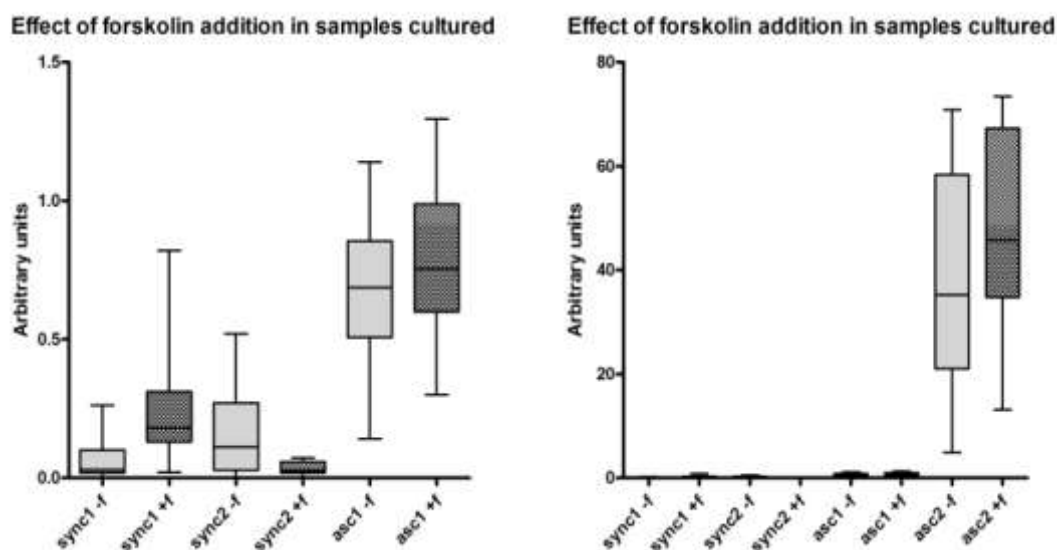 Effect of forskolin addition in samples cultured
1.5
1.0
0.5
0.0
Arbitrary units
sync1 -f
sync1 +f
sync2 -f
sync2 +f
asc1 -f
asc1 +f
Effect of forskolin addition in samples cultured
80
60
40
20
0
Arbitrary units
sync1 -f
sync1 +f
sync2 -f
sync2 +f
asc1 -f
asc1 +f
asc2 -f
asc2 +f